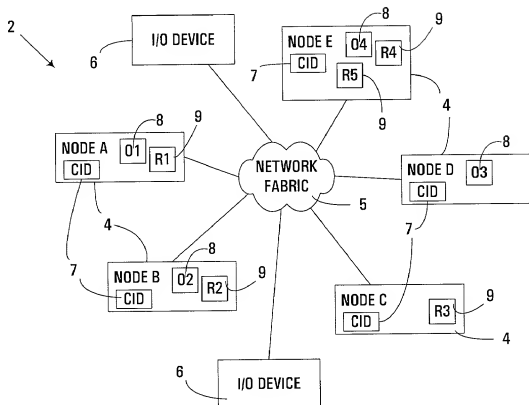 2
I/O DEVICE
6
NODE E
O4
8
R4
9
7
CID
R5
9
4
NODE A
O1
8
R1
9
CID
4
7
NETWORK
FABRIC
5
4
NODE D
O3
8
CID
7
NODE B
O2
8
R2
9
CID
NODE C
R3
9
CID
4
6
I/O DEVICE